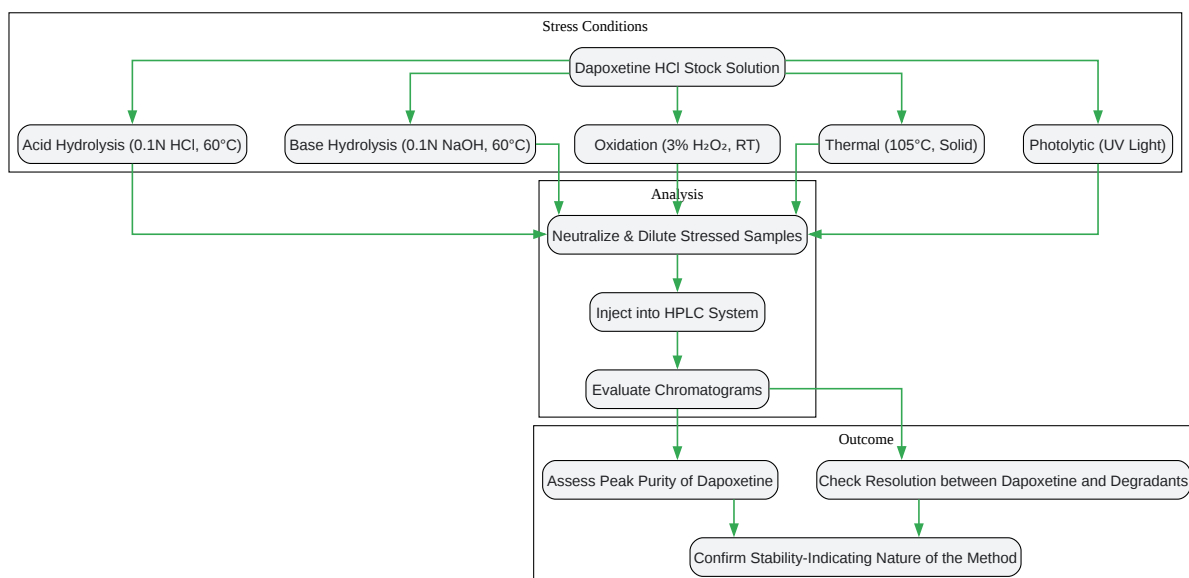 Stress Conditions
Dapoxetine HCl Stock Solution
Acid Hydrolysis (0.1N HCl, 60°C)
Base Hydrolysis (0.1N NaOH, 60°C)
Oxidation (3% H₂O₂, RT)
Thermal (105°C, Solid)
Photolytic (UV Light)
Analysis
Neutralize & Dilute Stressed Samples
Inject into HPLC System
Evaluate Chromatograms
Outcome
Assess Peak Purity of Dapoxetine
Check Resolution between Dapoxetine and Degradants
Confirm Stability-Indicating Nature of the Method